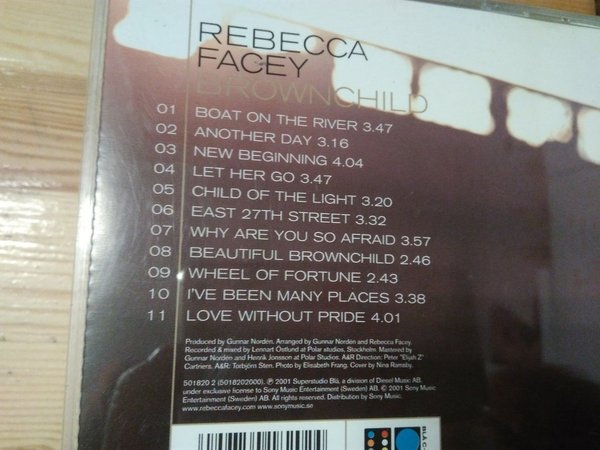 REBECCA
FACEY
BROWNCHILD
01 BOAT ON THE RIVER 3.47
02 ANOTHER DAY 3.16
03 NEW BEGINNING 4.04
04 LET HER GO 3.47
05 CHILD OF THE LIGHT 3.20
06 EAST 27TH STREET 3.32
07 WHY ARE YOU SO AFRAID 3.57
08 BEAUTIFUL BROWNCHILD 2.46
09 WHEEL OF FORTUNE 2.43
10 I'VE BEEN MANY PLACES 3.38
11 LOVE WITHOUT PRIDE 4.01
Produced by Gunnar Nordén. Arranged by Gunnar Nordén and Rebecca Facey.
Recorded & mixed by Lennart Östlund at Polar studios, Stockholm. Mastered by
Gunnar Nordén and Henrik Jonsson at Polar Studios. A&R Direction: Peter "Elijah Z"
Cartners. A&R: Torbjörn Sten. Photo by Elisabeth Frang. Cover by Nina Ramsby.
501820 2 (5018202000). ℗ 2001 Superstudio Blå, a division of Diesel Music AB.
under exclusive license to Sony Music Entertainment (Sweden) AB. © 2001 Sony Music
Entertainment (Sweden) AB. All rights reserved. Distribution by Sony Music.
www.rebeccafacey.com www.sonymusic.se
BLÅ